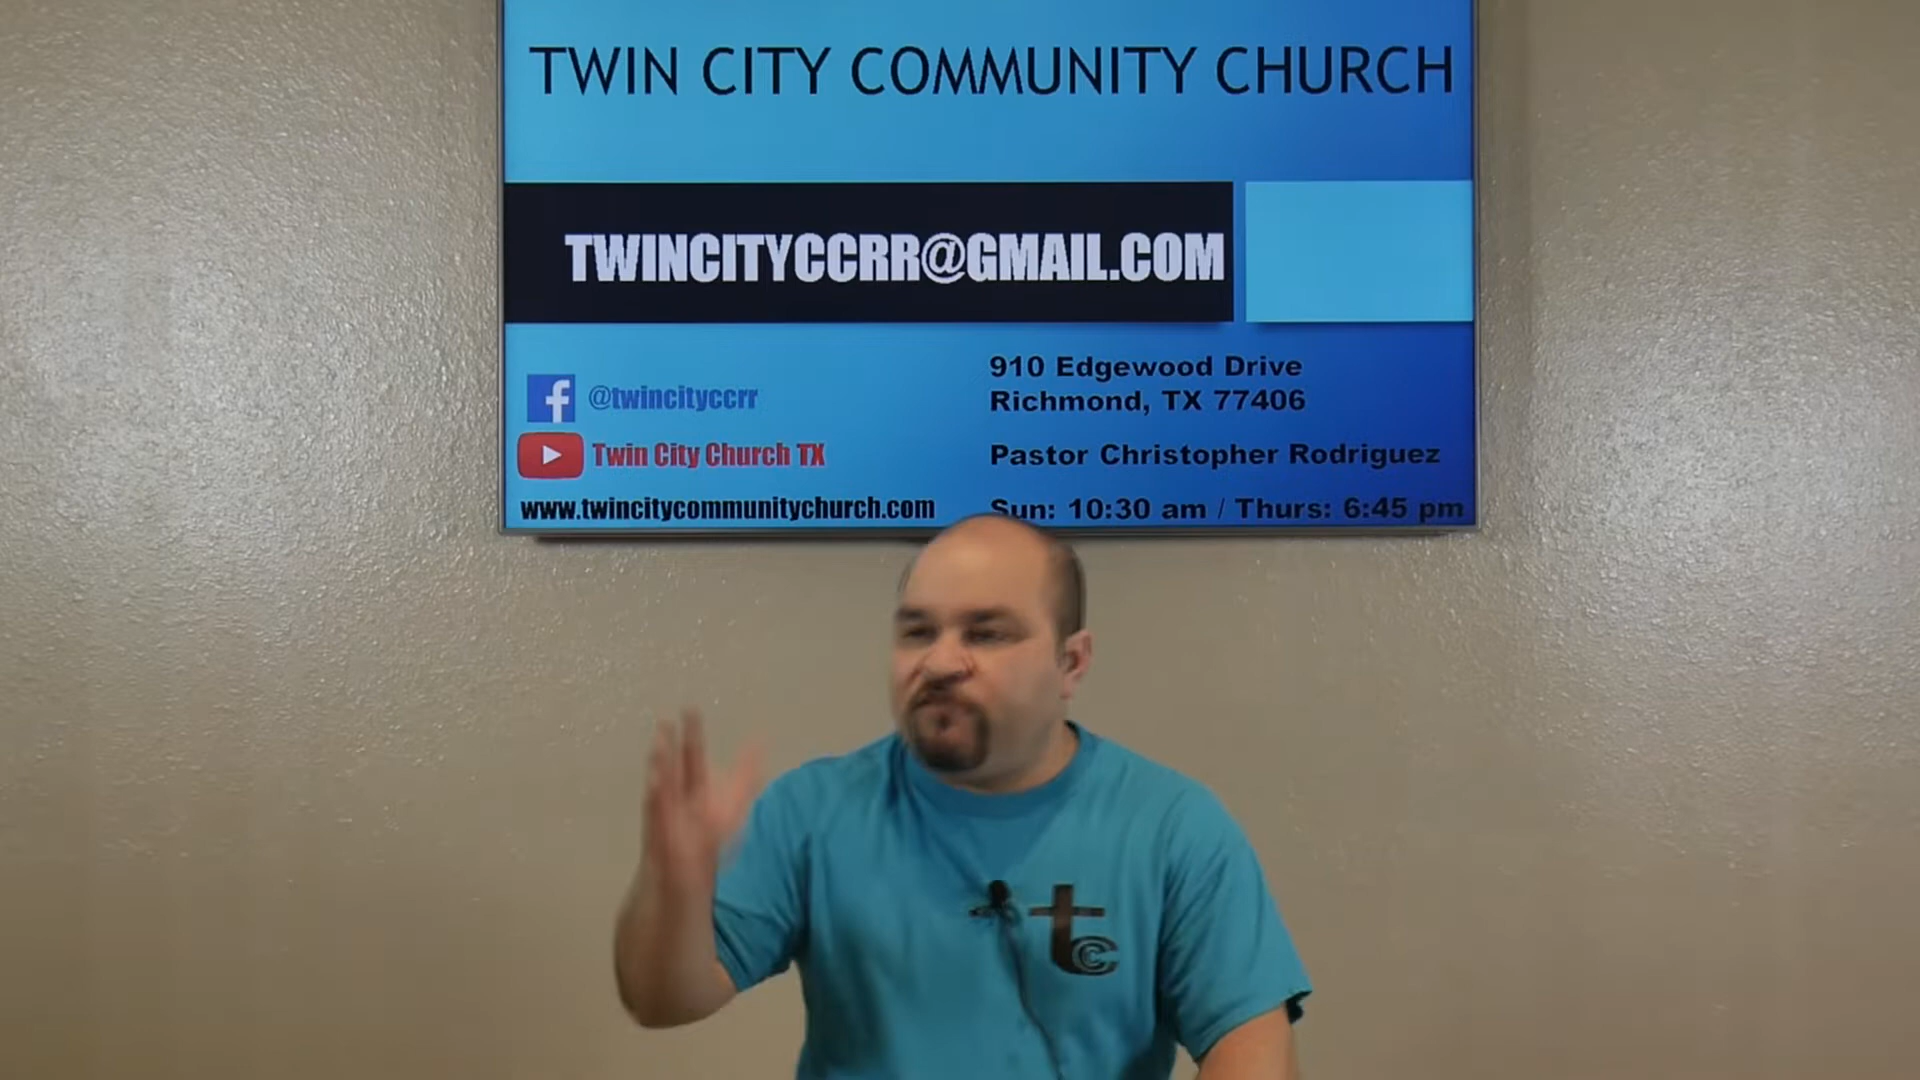 TWIN CITY COMMUNITY CHURCH
TWINCITYCCRR@GMAIL.COM
@twincityccrr
Twin City Church TX
www.twincitycommunitychurch.com
910 Edgewood Drive
Richmond, TX 77406
Pastor Christopher Rodriguez
Sun: 10:30 am / Thurs: 6:45 pm
tcc